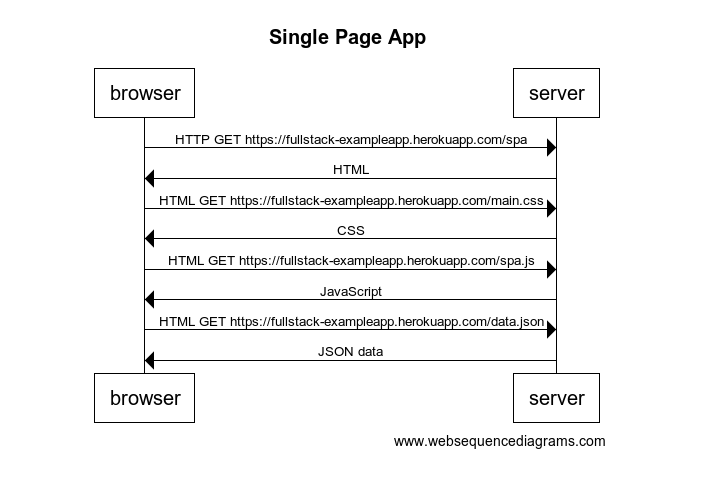 Single Page App
browser
server
HTTP GET https://fullstack-exampleapp.herokuapp.com/spa
HTML
HTML GET https://fullstack-exampleapp.herokuapp.com/main.css
CSS
HTML GET https://fullstack-exampleapp.herokuapp.com/spa.js
JavaScript
HTML GET https://fullstack-exampleapp.herokuapp.com/data.json
JSON data
browser
server
www.websequencediagrams.com